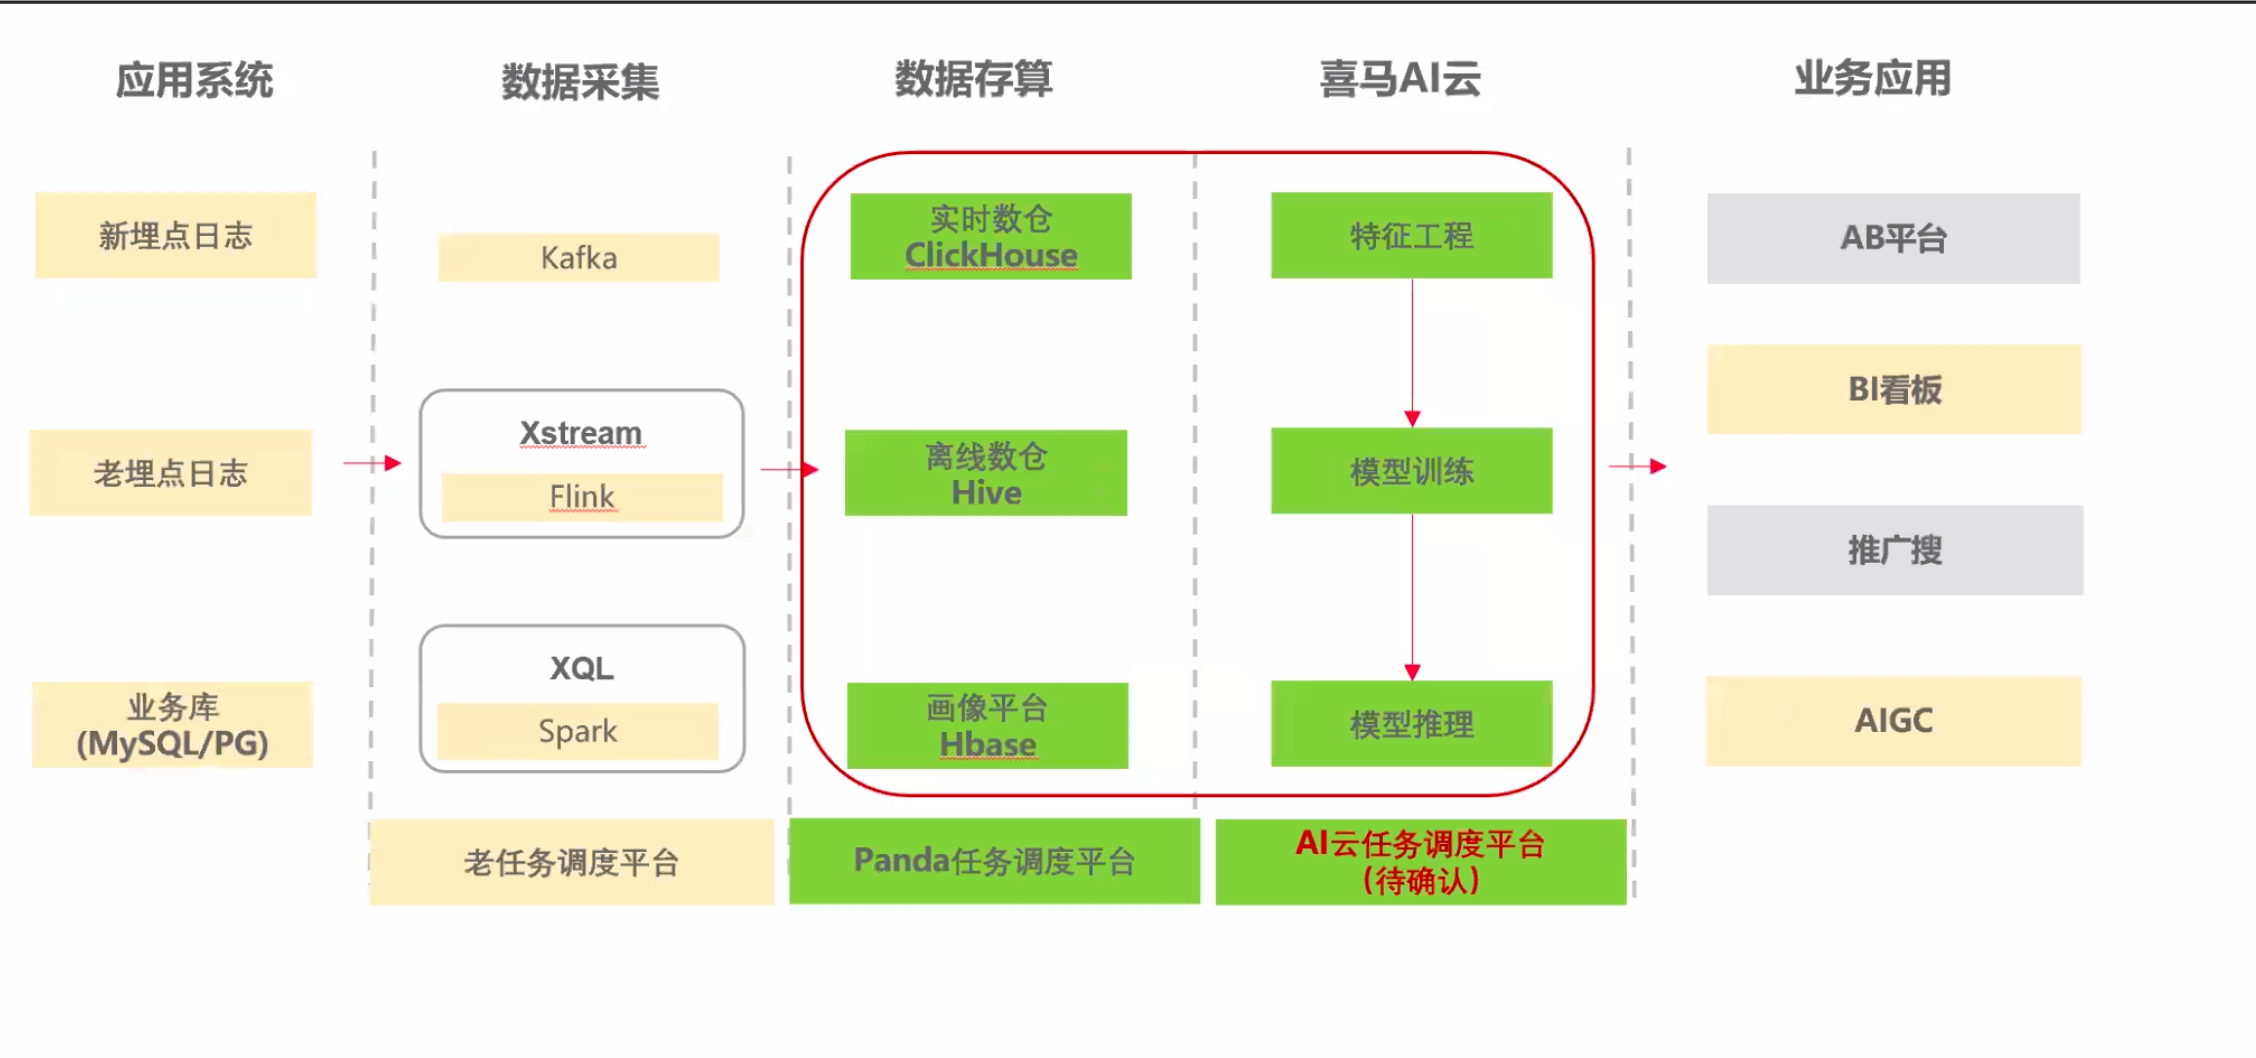 应用系统
数据采集
数据存算
喜马AI云
业务应用
新埋点日志
老埋点日志
业务库
(MySQL/PG)
Kafka
Xstream
Flink
XQL
Spark
老任务调度平台
实时数仓
ClickHouse
离线数仓
Hive
画像平台
Hbase
Panda任务调度平台
特征工程
模型训练
模型推理
AI云任务调度平台
(待确认)
AB平台
BI看板
推广搜
AIGC